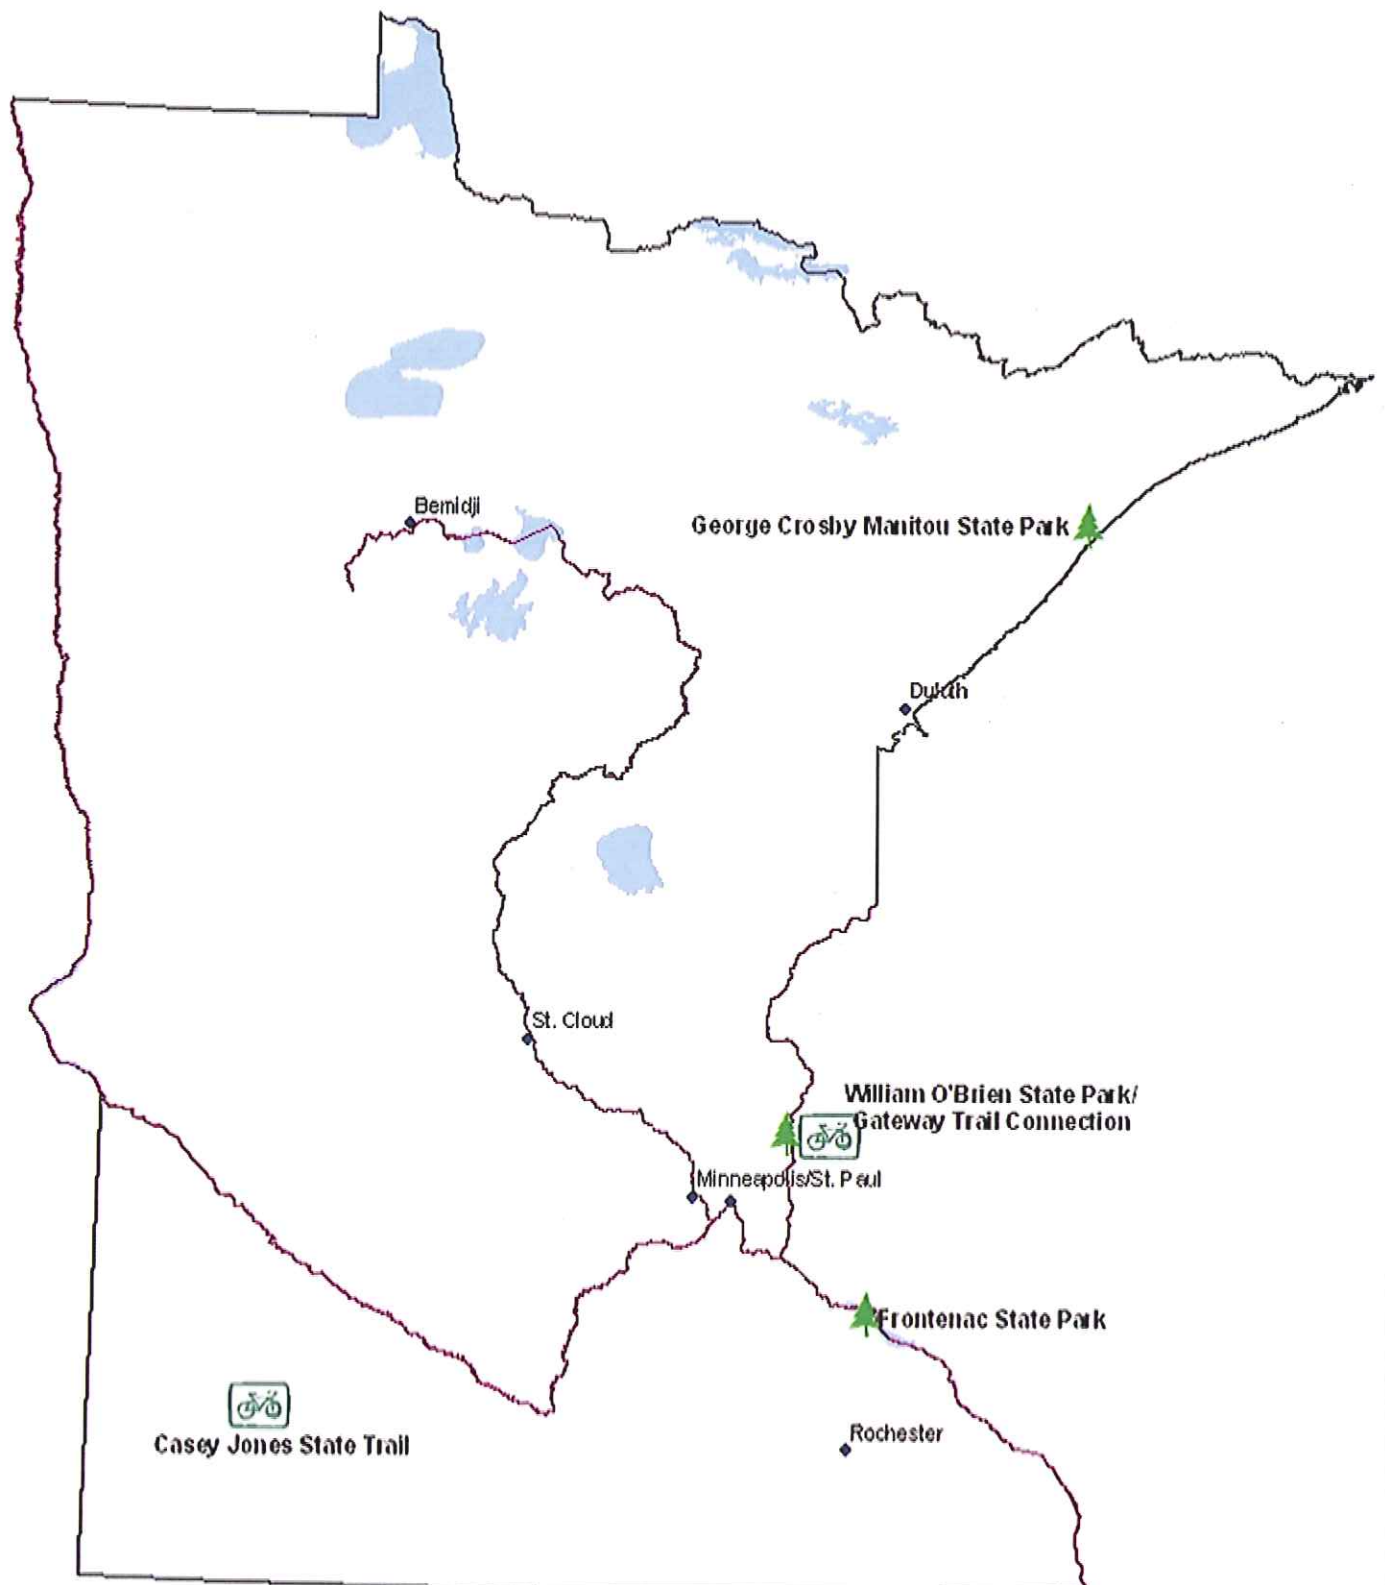 Bemidji
George Crosby Manitou State Park
Duluth
St. Cloud
William O'Brien State Park/
Gateway Trail Connection
Minneapolis/St. Paul
Frontenac State Park
Rochester
Casey Jones State Trail